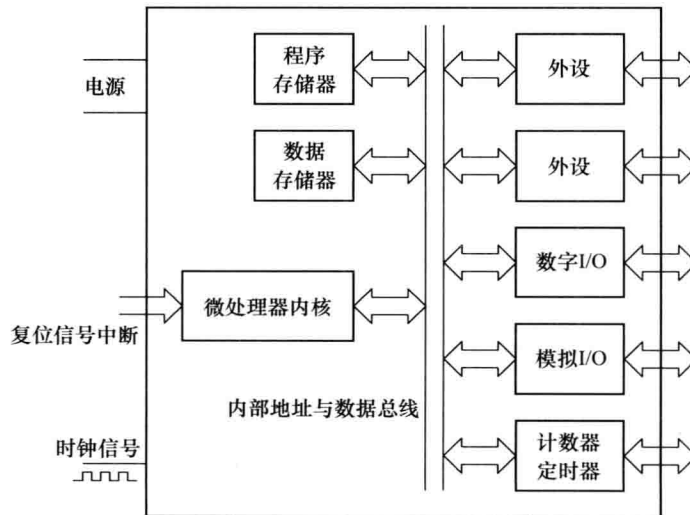 电源
程序
存储器
外设
数据
存储器
外设
数字I/O
微处理器内核
复位信号中断
模拟I/O
内部地址与数据总线
时钟信号
计数器
定时器